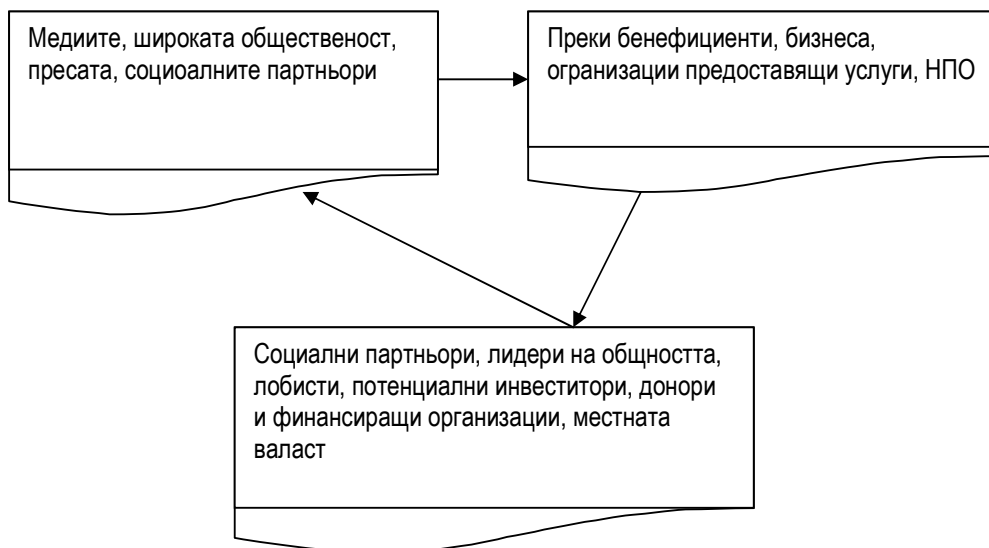 Медиите, широката общественост,
пресата, социоалните партньори
Преки бенефициенти, бизнеса,
огранизации предоставящи услуги, НПО
Социални партньори, лидери на общността,
лобисти, потенциални инвеститори, донори
и финансиращи организации, местната
валаст